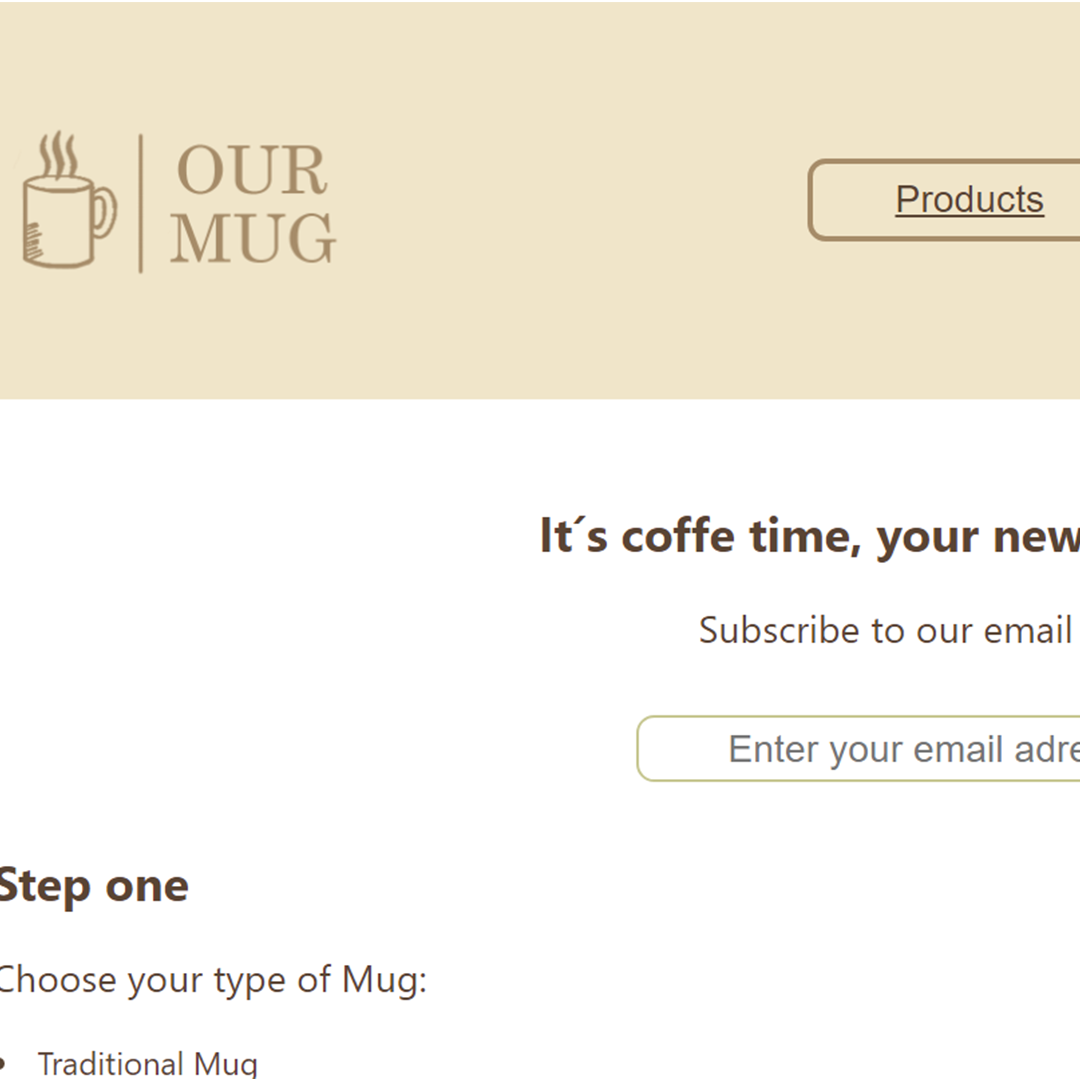 OUR
MUG
Products
It´s coffe time, your new
Subscribe to our email
Enter your email adre
Step one
Choose your type of Mug:
• Traditional Mug